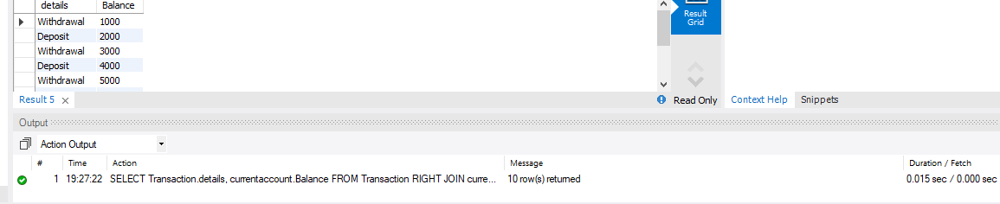 details Balance
Withdrawal 1000
Deposit 2000
Withdrawal 3000
Deposit 4000
Withdrawal 5000
Result
Grid
Result 5
Read Only
Context Help Snippets
Output
Action Output
# Time Action Message Duration / Fetch
1 19:27:22 SELECT Transaction.details, currentaccount.Balance FROM Transaction RIGHT JOIN curre... 10 row(s) returned 0.015 sec / 0.000 sec